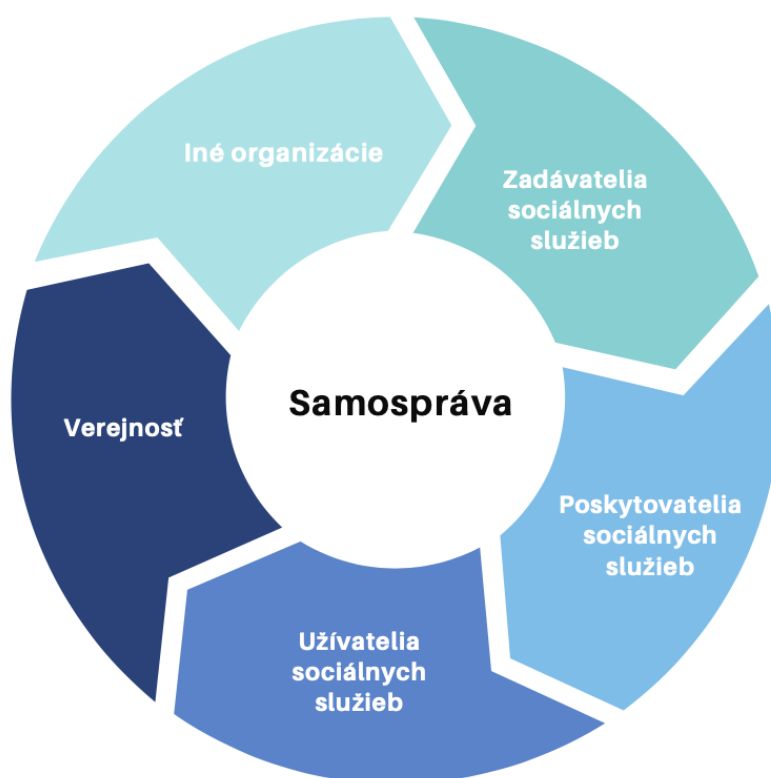 Iné organizácie
Zadávatelia
sociálnych
služieb
Samospráva
Verejnosť
Poskytovatelia
sociálnych
služieb
Užívatelia
sociálnych
služieb